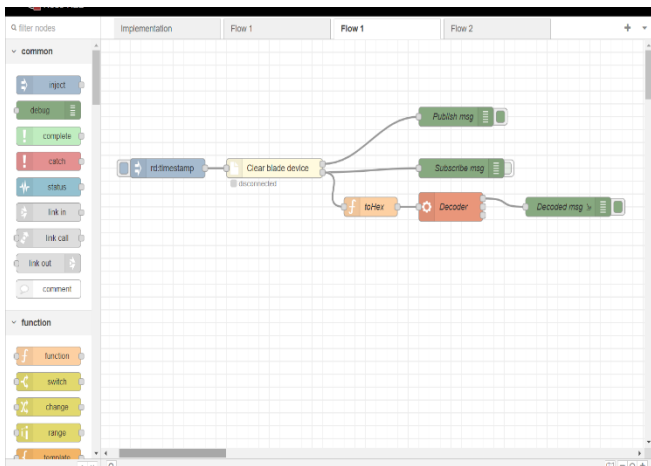 filter nodes
Implementation
Flow 1
Flow 1
Flow 2
common
inject
debug
complete
catch
status
link in
link call
link out
comment
function
function
switch
change
range
template
rd:timestamp
Clear blade device
disconnected
Publish msg
Subscribe msg
toHex
Decoder
Decoded msg